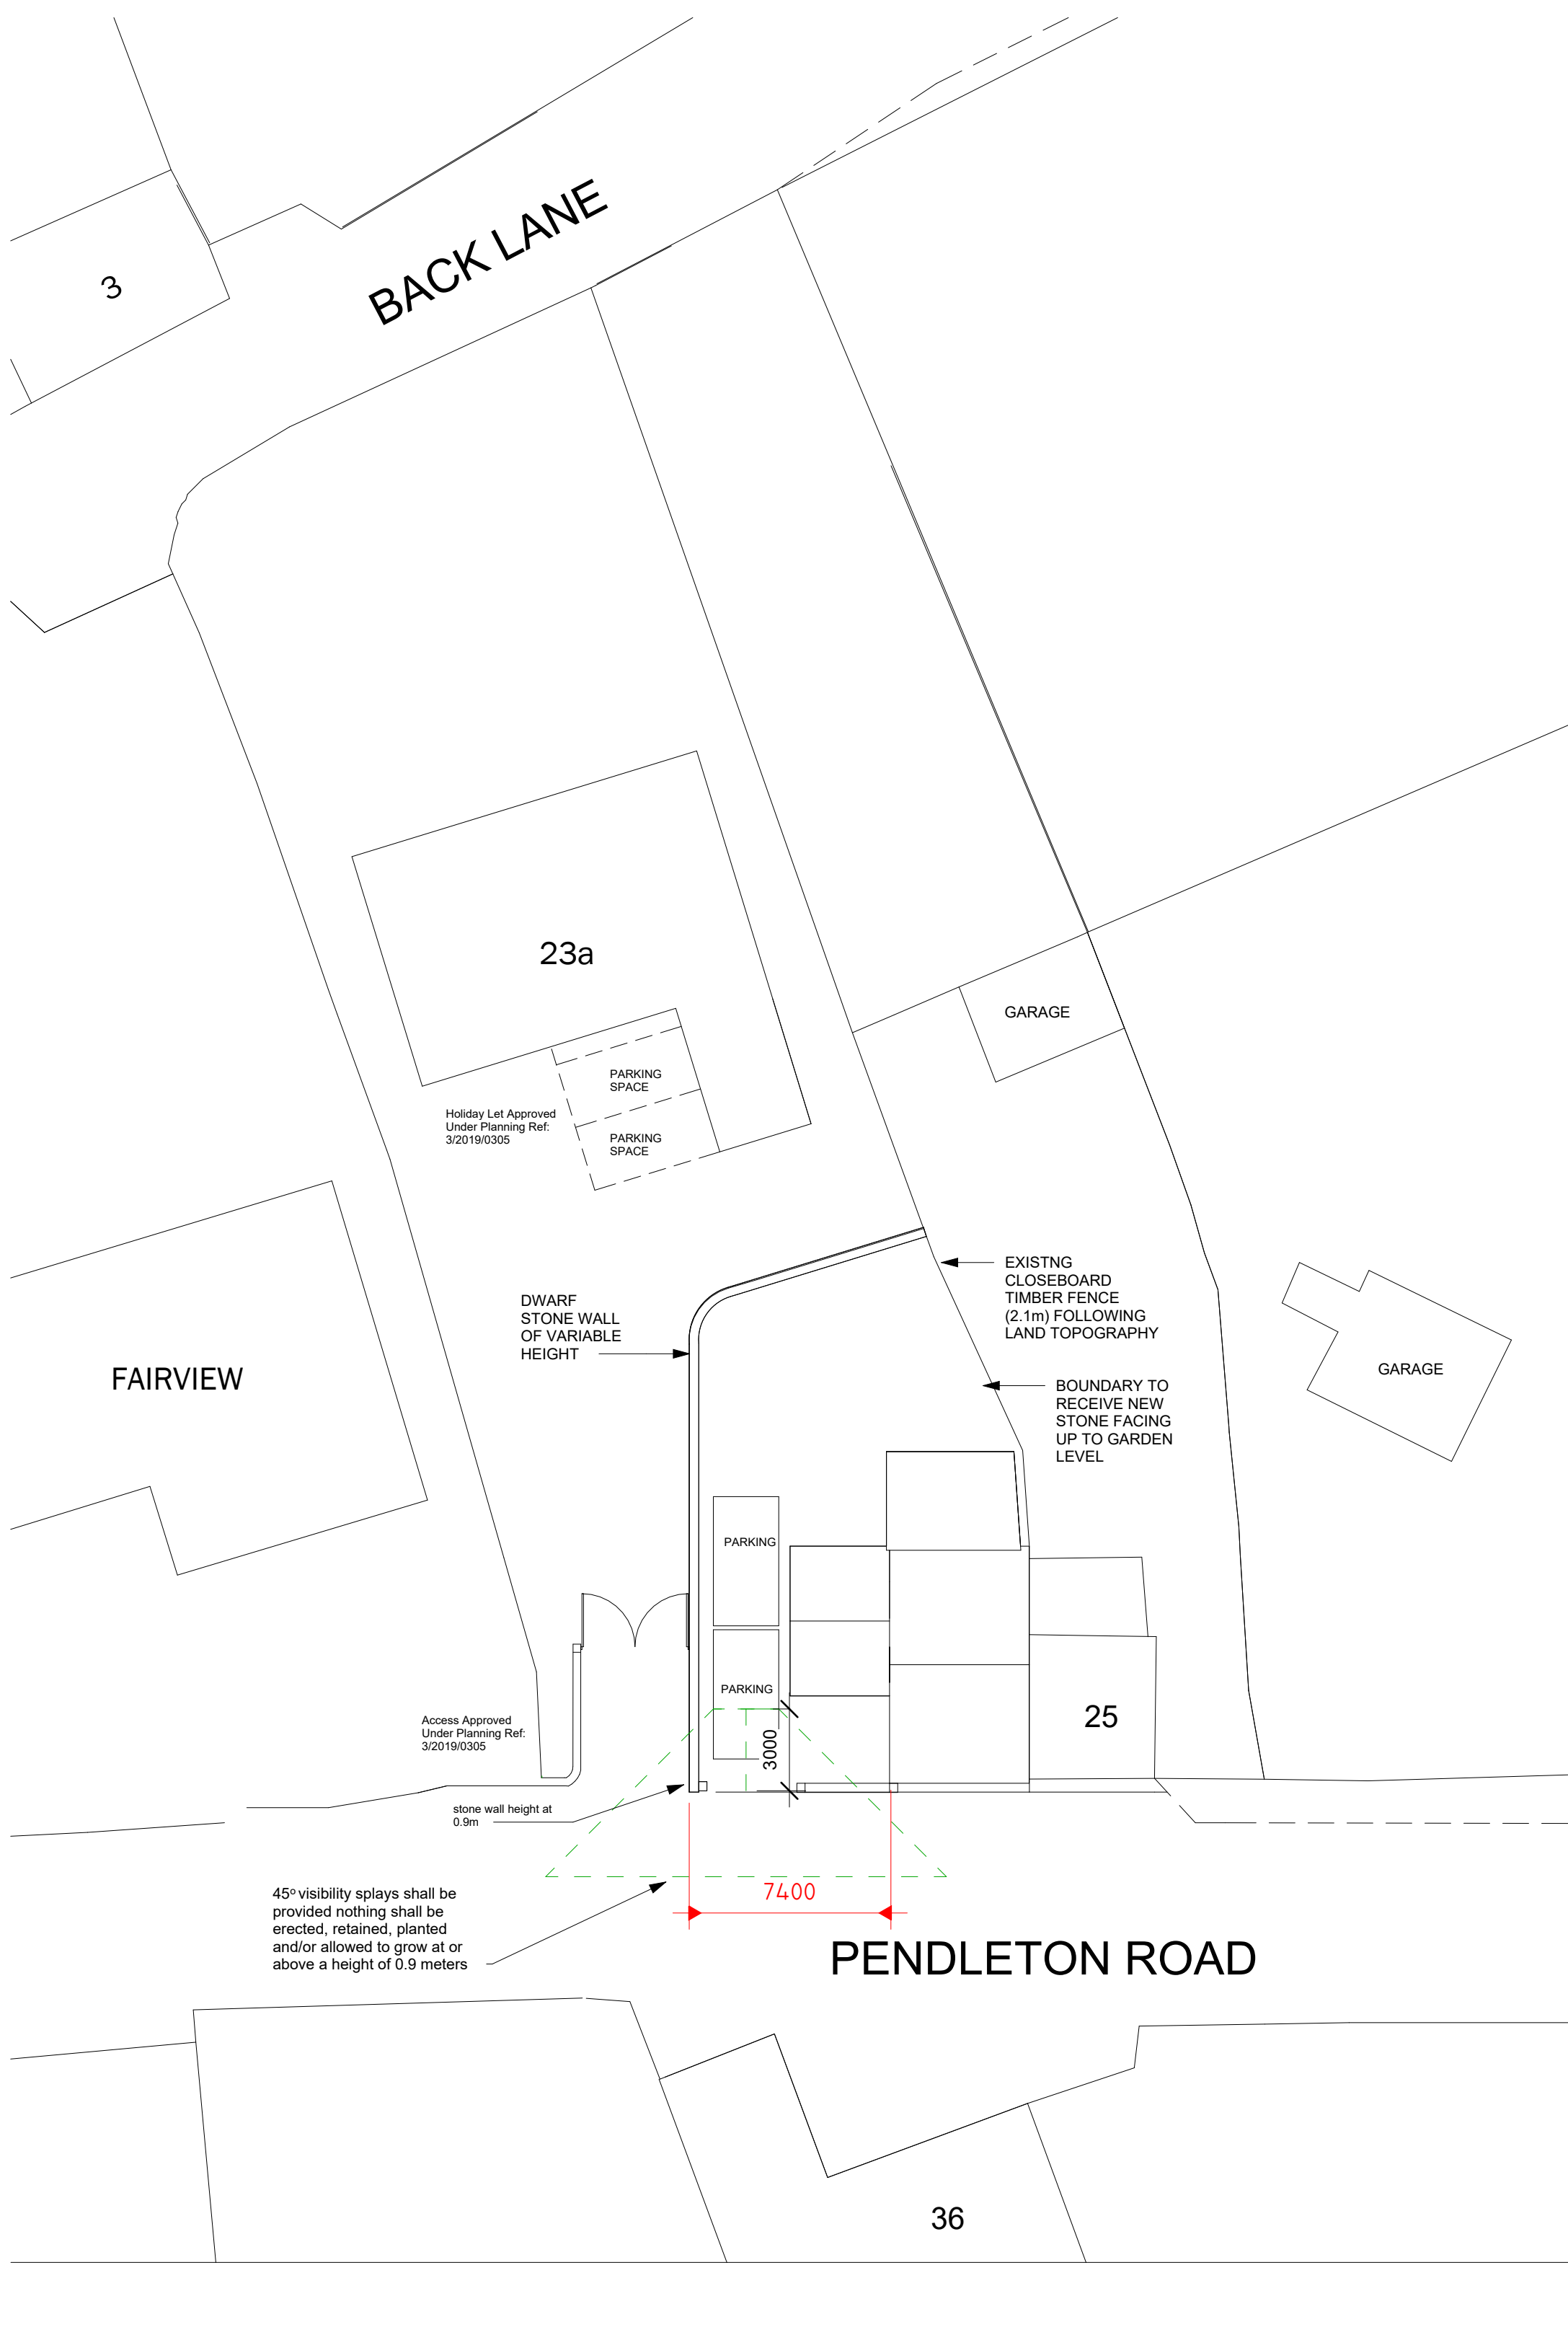 BACK LANE
3
23a
GARAGE
PARKING
SPACE
PARKING
SPACE
Holiday Let Approved
Under Planning Ref:
3/2019/0305
EXISTNG
CLOSEBOARD
TIMBER FENCE
(2.1m) FOLLOWING
LAND TOPOGRAPHY
DWARF
STONE WALL
OF VARIABLE
HEIGHT
FAIRVIEW
GARAGE
BOUNDARY TO
RECEIVE NEW
STONE FACING
UP TO GARDEN
LEVEL
PARKING
PARKING
25
Access Approved
Under Planning Ref:
3/2019/0305
3000
stone wall height at
0.9m
7400
45º visibility splays shall be
provided nothing shall be
erected, retained, planted
and/or allowed to grow at or
above a height of 0.9 meters
PENDLETON ROAD
36